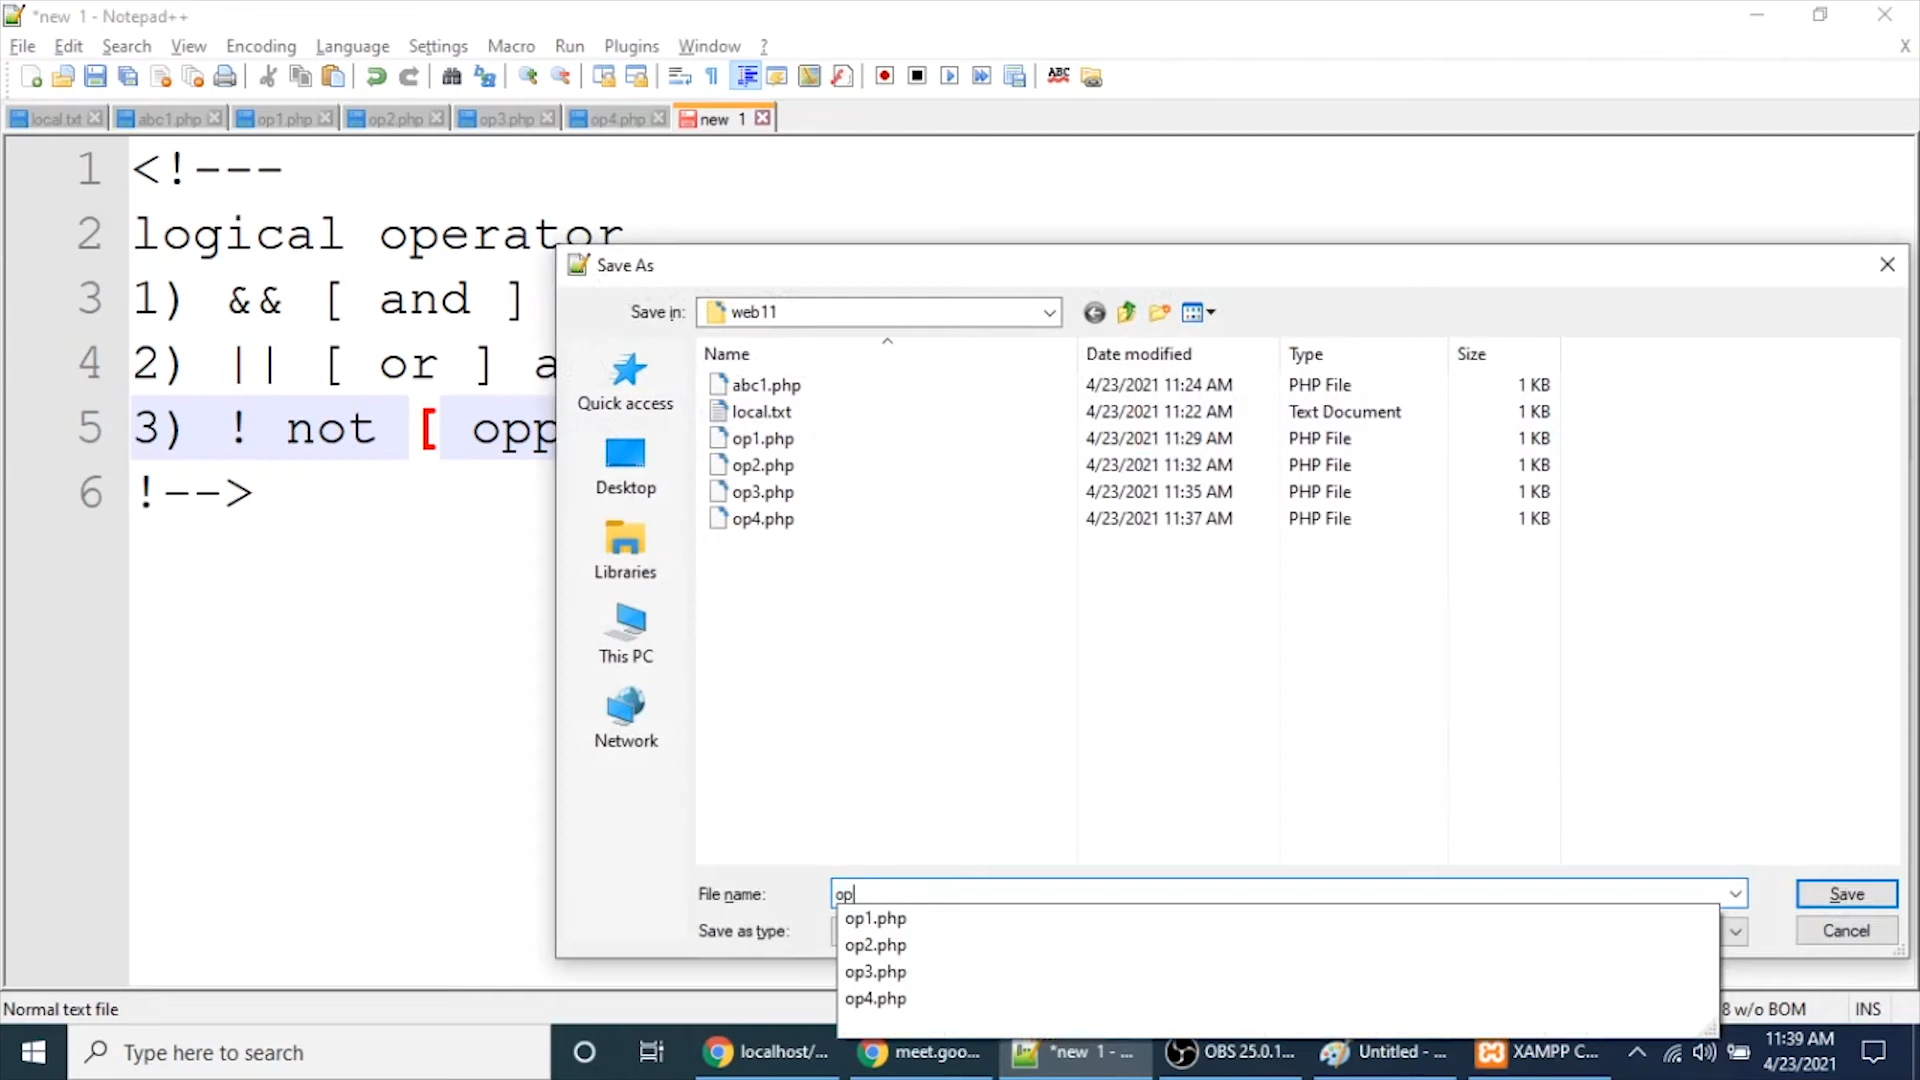 *new 1 - Notepad++
File Edit Search View Encoding Language Settings Macro Run Plugins Window ? X
local.txt abc1.php op1.php op2.php op3.php op4.php new 1
1 <!---
2 logical operator
3 1) && [ and ]
4 2) || [ or ] a
5 3) ! not [ opp
6 !-->
Save As
Save in: web11
Name Date modified Type Size
abc1.php 4/23/2021 11:24 AM PHP File 1 KB
local.txt 4/23/2021 11:22 AM Text Document 1 KB
op1.php 4/23/2021 11:29 AM PHP File 1 KB
op2.php 4/23/2021 11:32 AM PHP File 1 KB
op3.php 4/23/2021 11:35 AM PHP File 1 KB
op4.php 4/23/2021 11:37 AM PHP File 1 KB
Quick access
Desktop
Libraries
This PC
Network
File name: op Save
Save as type: Cancel
op1.php
op2.php
op3.php
op4.php
Normal text file 8 w/o BOM INS
Type here to search localhost/... meet.goo... *new 1 - ... OBS 25.0.1... Untitled - ... XAMPP C... 11:39 AM
4/23/2021